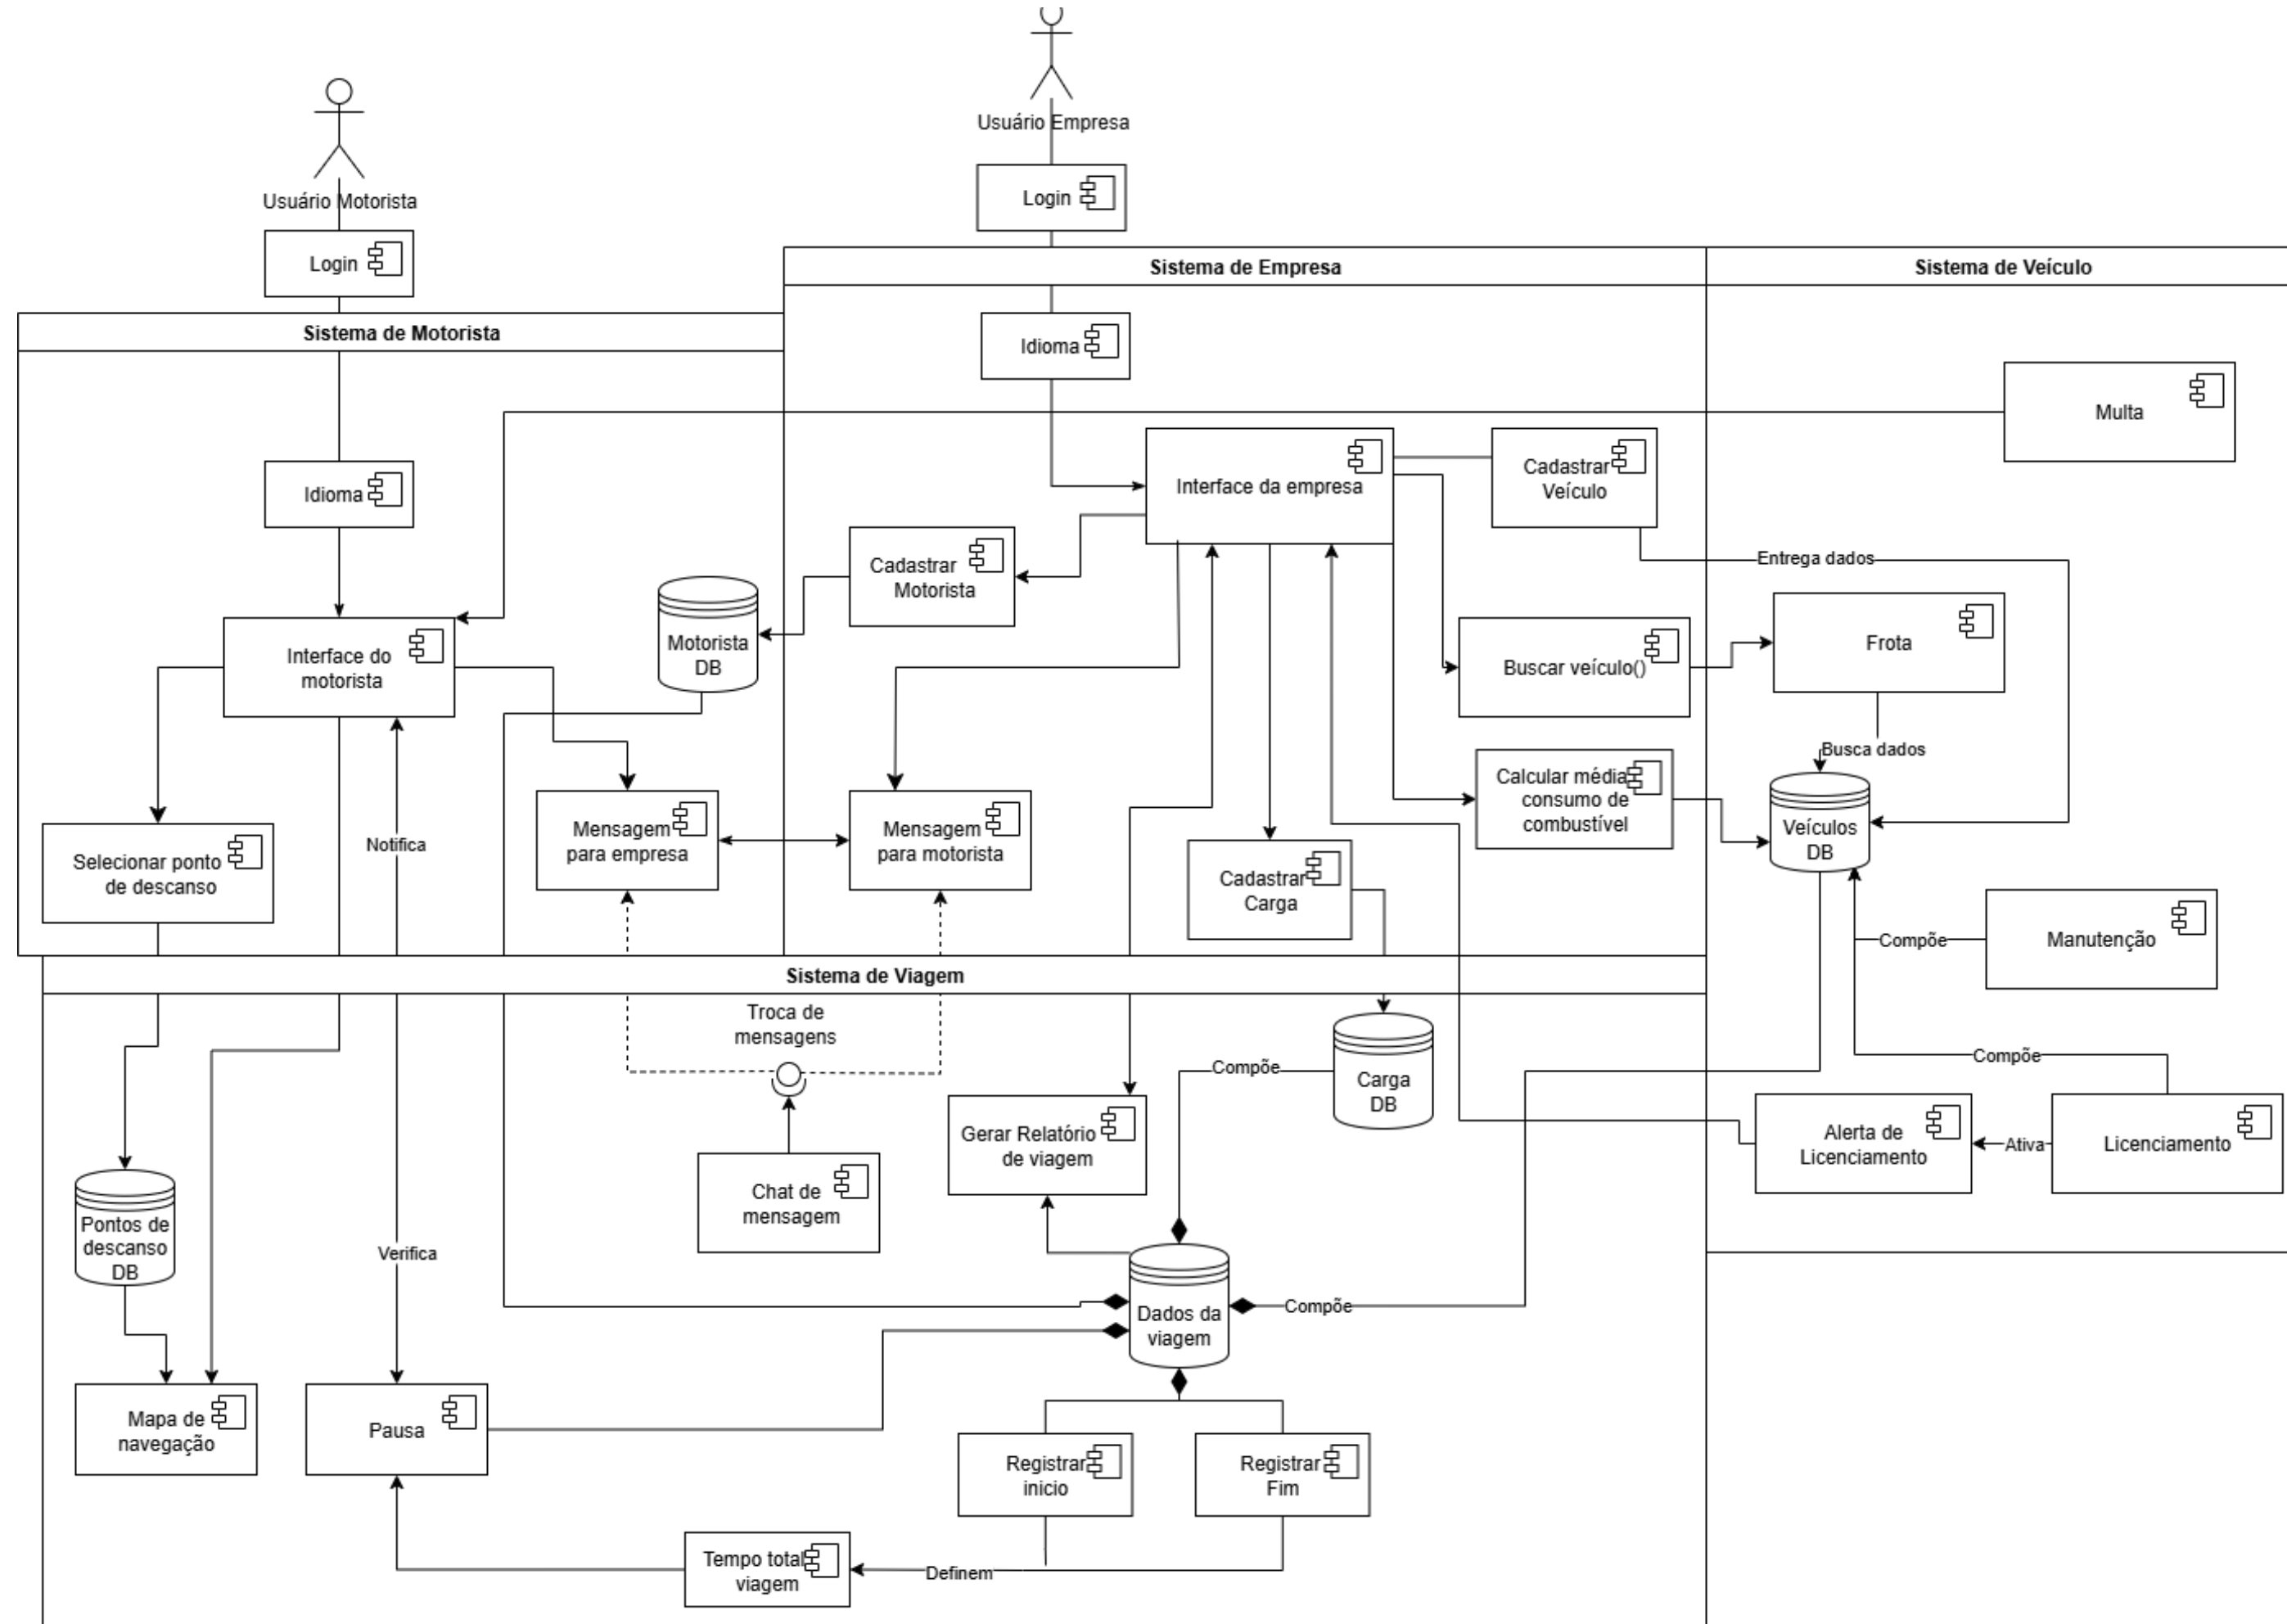 Usuário Empresa
Usuário Motorista
Login
Login
Sistema de Empresa
Sistema de Veículo
Sistema de Motorista
Idioma
Multa
Idioma
Interface da empresa
Cadastrar
Veículo
Cadastrar
Motorista
Entrega dados
Motorista
DB
Interface do
motorista
Buscar veículo()
Frota
Busca dados
Calcular média
consumo de
combustível
Veículos
DB
Notifica
Mensagem
para empresa
Mensagem
para motorista
Selecionar ponto
de descanso
Cadastrar
Carga
Compõe
Manutenção
Sistema de Viagem
Troca de
mensagens
Compõe
Carga
DB
Compõe
Gerar Relatório
de viagem
Alerta de
Licenciamento
Ativa
Licenciamento
Chat de
mensagem
Pontos de
descanso
DB
Verifica
Dados da
viagem
Compõe
Mapa de
navegação
Pausa
Registrar
inicio
Registrar
Fim
Tempo total
viagem
Definem